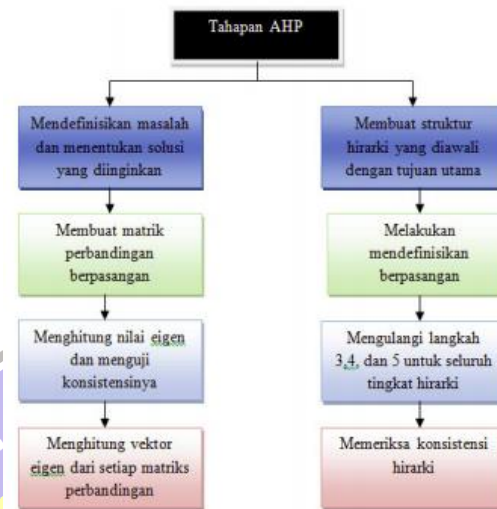 Tahapan AHP
Mendefinisikan masalah
dan menentukan solusi
yang diinginkan
Membuat struktur
hirarki yang diawali
dengan tujuan utama
Membuat matrik
perbandingan
berpasangan
Melakukan
mendefinisikan
berpasangan
Menghitung nilai eigen
dan menguji
konsistensinya
Mengulangi langkah
3,4, dan 5 untuk seluruh
tingkat hirarki
Menghitung vektor
eigen dari setiap matriks
perbandingan
Memeriksa konsistensi
hirarki